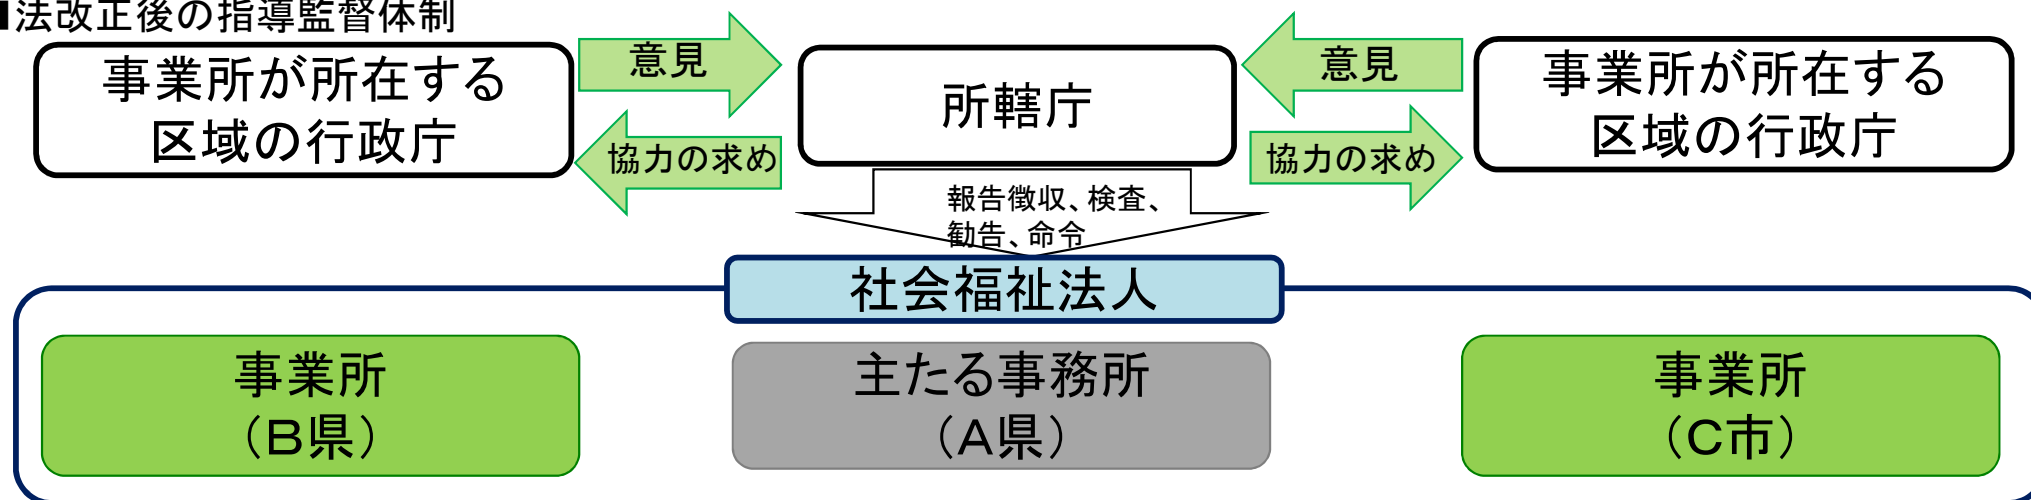 ■法改正後の指導監督体制
事業所が所在する
区域の行政庁
意見
協力の求め
所轄庁
意見
協力の求め
事業所が所在する
区域の行政庁
報告徴収、検査、
勧告、命令
社会福祉法人
事業所
（B県）
主たる事務所
（A県）
事業所
（C市）